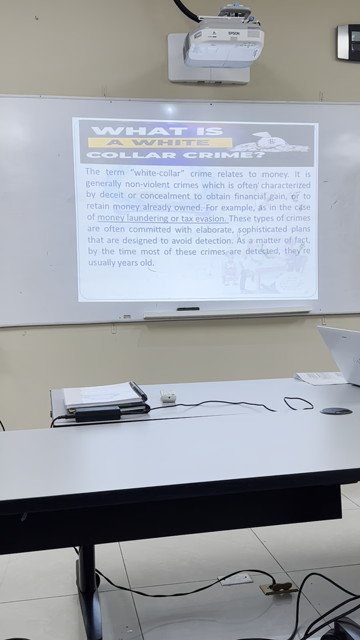 EPSON
WHAT IS
A WHITE
COLLAR CRIME?
The term "white-collar" crime relates to money. It is
generally non-violent crimes which is often characterized
by deceit or concealment to obtain financial gain, or to
retain money already owned. For example, as in the case
of money laundering or tax evasion. These types of crimes
are often committed with elaborate, sophisticated plans
that are designed to avoid detection. As a matter of fact,
by the time most of these crimes are detected, they're
usually years old.